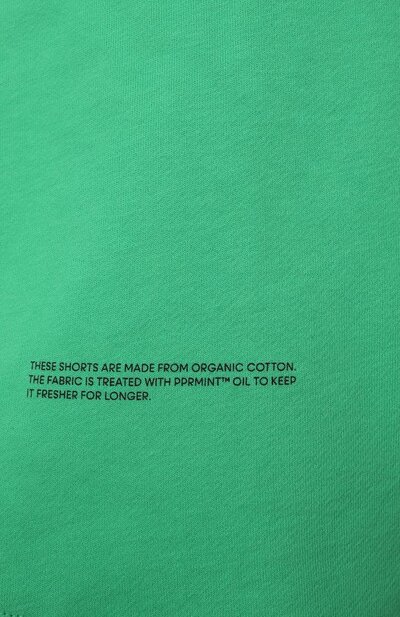 THESE SHORTS ARE MADE FROM ORGANIC COTTON.
THE FABRIC IS TREATED WITH PPRMINT™ OIL TO KEEP
IT FRESHER FOR LONGER.